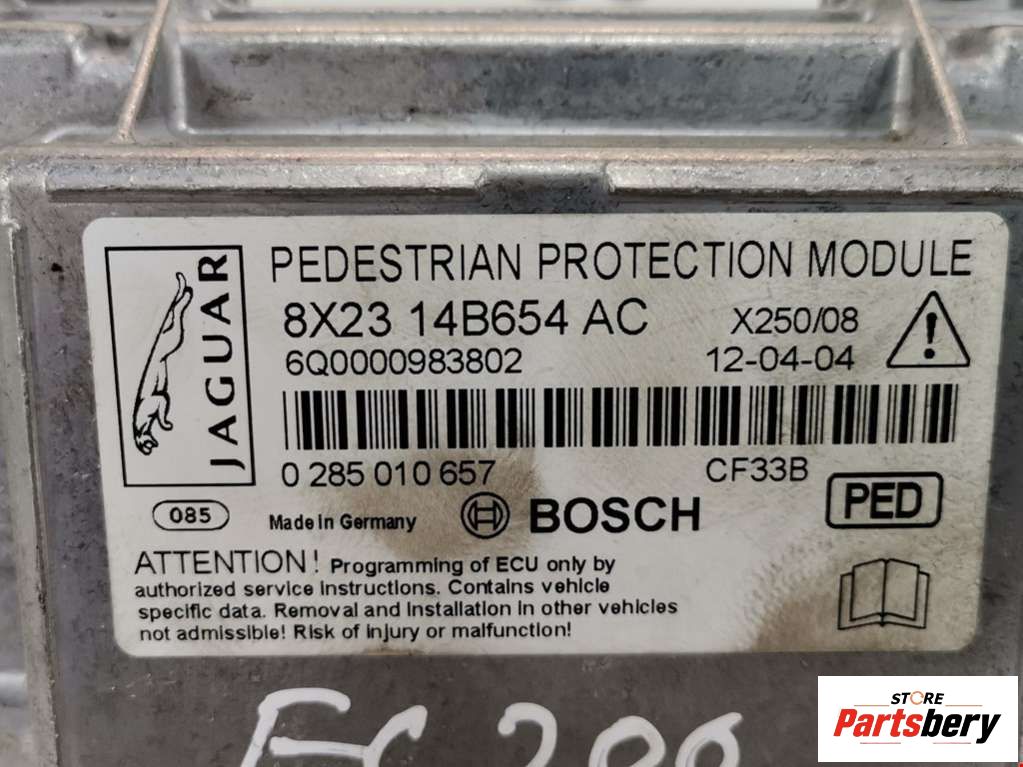 JAGUAR
PEDESTRIAN PROTECTION MODULE
8X23 14B654 AC X250/08
6Q0000983802 12-04-04
0 285 010 657 CF33B
085 Made in Germany BOSCH PED
ATTENTION! Programming of ECU only by
authorized service instructions. Contains vehicle
specific data. Removal and installation in other vehicles
not admissible! Risk of injury or malfunction!
STORE
Partsbery